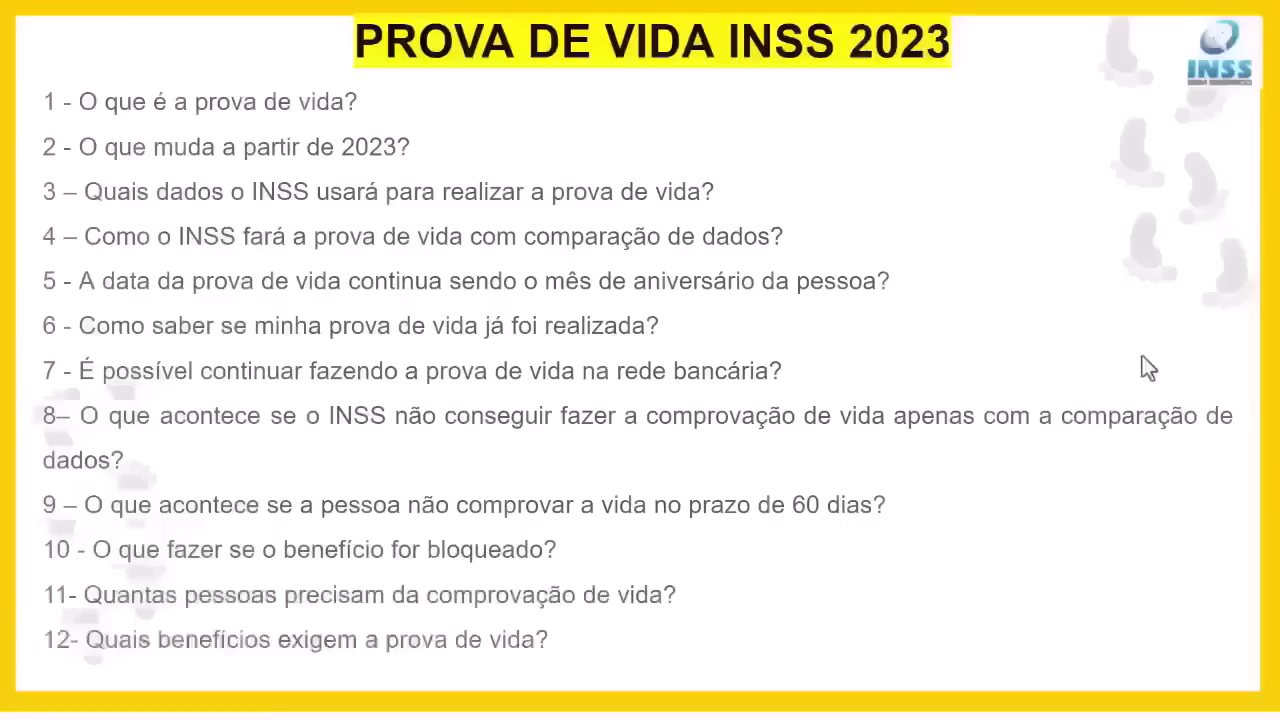 PROVA DE VIDA INSS 2023
INSS
1 - O que é a prova de vida?
2 - O que muda a partir de 2023?
3 – Quais dados o INSS usará para realizar a prova de vida?
4 – Como o INSS fará a prova de vida com comparação de dados?
5 - A data da prova de vida continua sendo o mês de aniversário da pessoa?
6 - Como saber se minha prova de vida já foi realizada?
7 - É possível continuar fazendo a prova de vida na rede bancária?
8– O que acontece se o INSS não conseguir fazer a comprovação de vida apenas com a comparação de
dados?
9 – O que acontece se a pessoa não comprovar a vida no prazo de 60 dias?
10 - O que fazer se o benefício for bloqueado?
11- Quantas pessoas precisam da comprovação de vida?
12- Quais benefícios exigem a prova de vida?